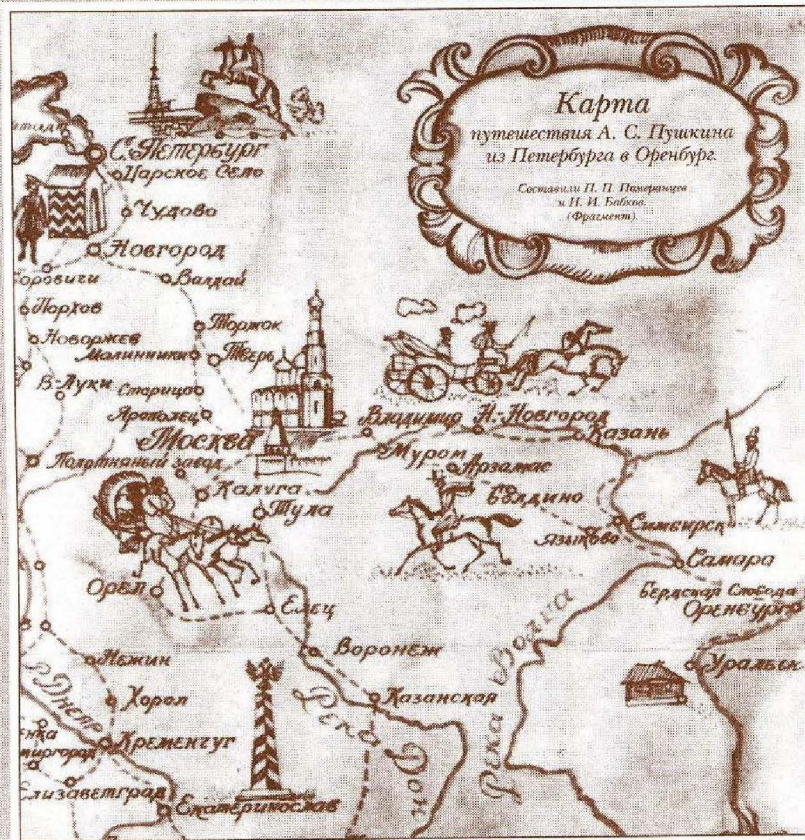 Карта
путешествия А. С. Пушкина
из Петербурга в Оренбург.
Составили П. П. Померанцев
и Н. И. Бабков.
(Фрагмент).
С. Петербург
Царское Село
Чудово
Новгород
Боровичи
Валдай
Порхов
Торжок
Новоржев
Малинники
Тверь
В-Луки
Старица
Ярополец
Москва
Владимир
Н-Новгород
Казань
Муром
Полотняный завод
Арзамас
Калуга
Болдино
Тула
Симбирск
Языково
Самара
Орел
Бердская Слобода
Оренбург
Елец
Воронеж
Река Волга
Уральск
Нежин
Хорол
Казанская
р. Днепр
Река Дон
Кременчуг
Елизаветград
Екатеринослав